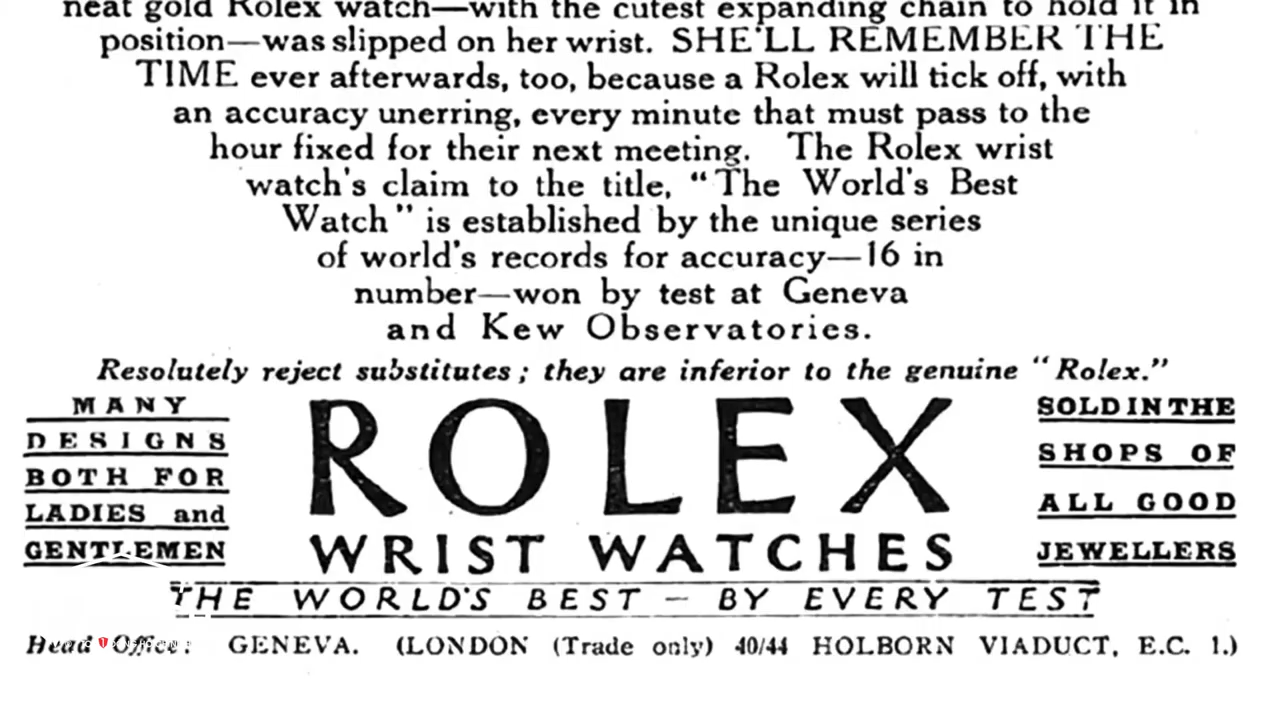 neat gold Rolex watch—with the cutest expanding chain to hold it in
position—was slipped on her wrist. SHE'LL REMEMBER THE
TIME ever afterwards, too, because a Rolex will tick off, with
an accuracy unerring, every minute that must pass to the
hour fixed for their next meeting. The Rolex wrist
watch's claim to the title, "The World's Best
Watch" is established by the unique series
of world's records for accuracy—16 in
number—won by test at Geneva
and Kew Observatories.
Resolutely reject substitutes; they are inferior to the genuine "Rolex."
MANY
DESIGNS
BOTH FOR
LADIES and
GENTLEMEN
ROLEX
WRIST WATCHES
SOLD IN THE
SHOPS OF
ALL GOOD
JEWELLERS
THE WORLD'S BEST — BY EVERY TEST
Head Office: GENEVA. (LONDON (Trade only) 40/44 HOLBORN VIADUCT, E.C. 1.)